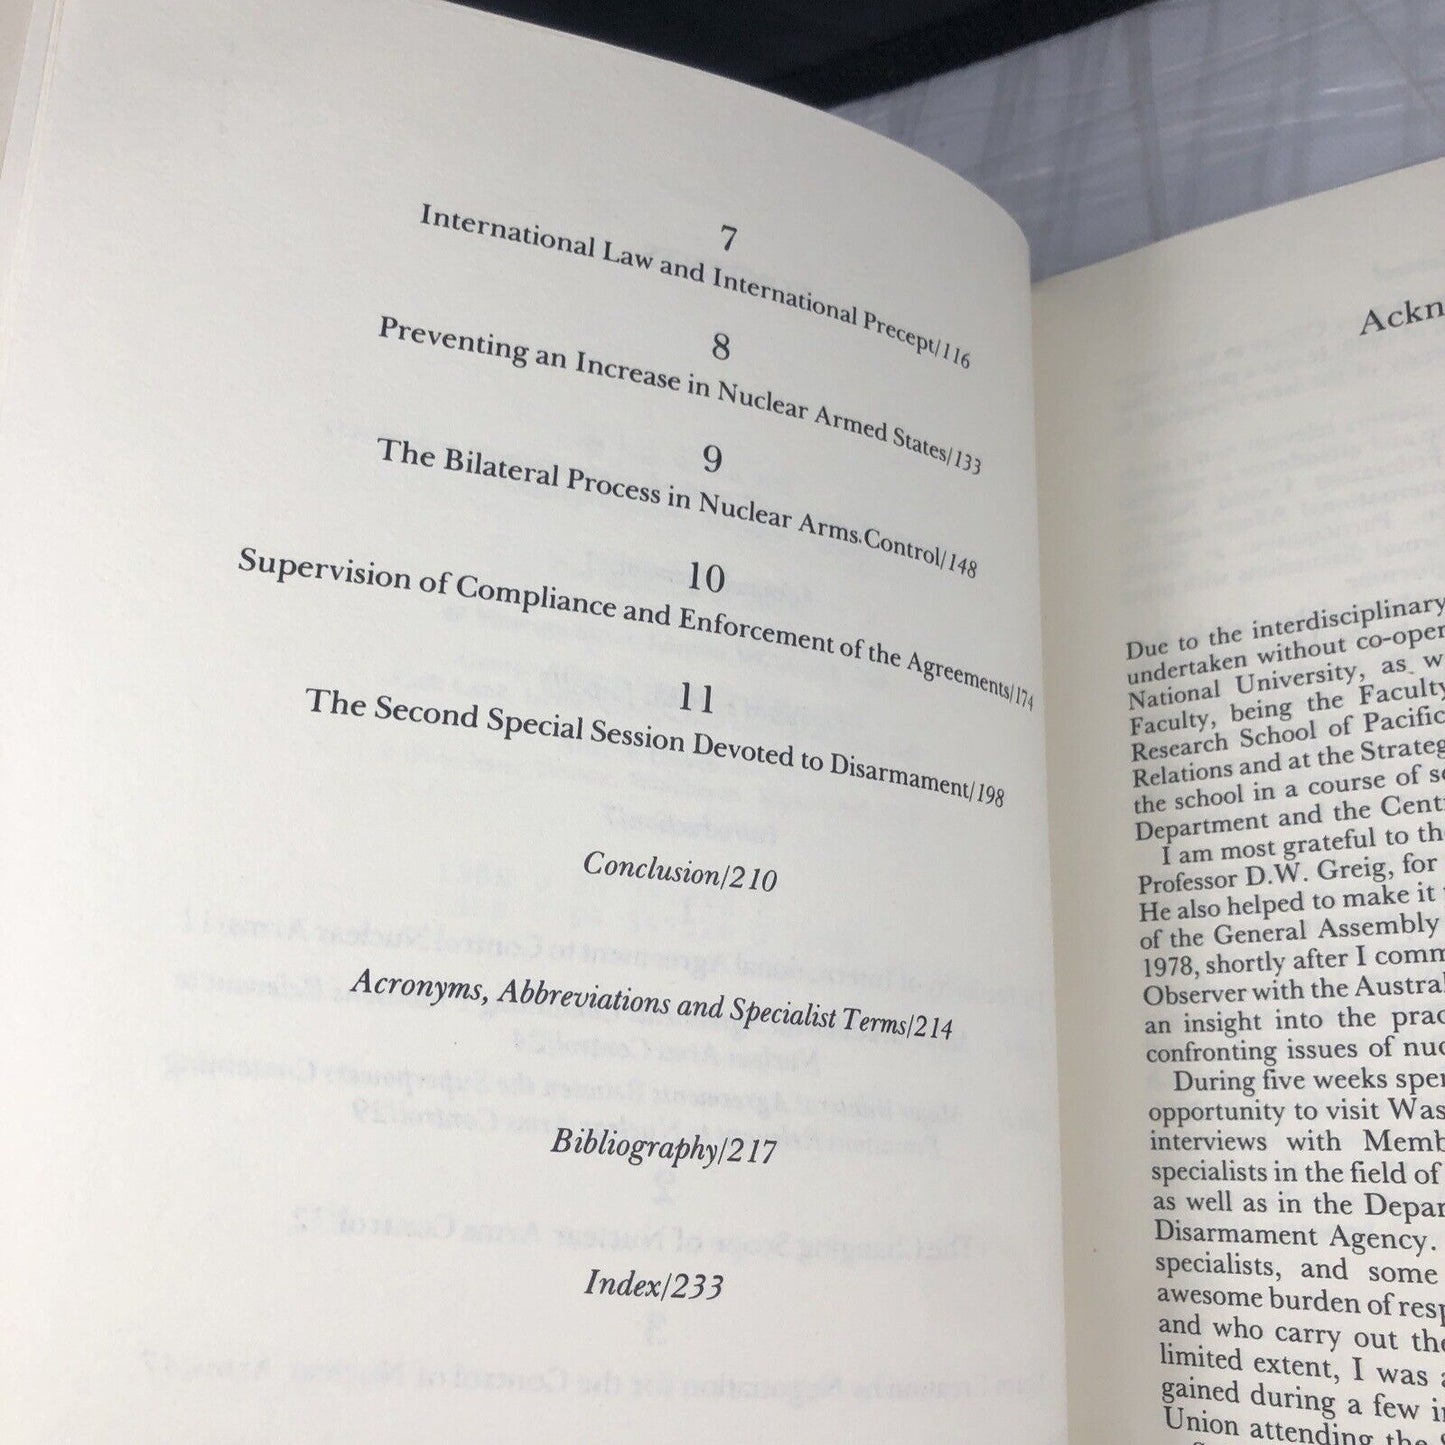 7
International Law and International Precept/116
8
Preventing an Increase in Nuclear Armed States/133
9
The Bilateral Process in Nuclear Arms.Control/148
10
Supervision of Compliance and Enforcement of the Agreements/174
11
The Second Special Session Devoted to Disarmament/198
Conclusion/210
Acronyms, Abbreviations and Specialist Terms/214
Bibliography/217
Index/233
Ackn
Due to the interdisciplinary
undertaken without co-oper
National University, as w
Faculty, being the Faculty
Research School of Pacific
Relations and at the Strateg
the school in a course of se
Department and the Cent
I am most grateful to th
Professor D.W. Greig, for
He also helped to make it
of the General Assembly
1978, shortly after I comm
Observer with the Austral
an insight into the prac
confronting issues of nuc
During five weeks spe
opportunity to visit Was
interviews with Memb
specialists in the field of
as well as in the Depar
Disarmament Agency.
specialists, and some
awesome burden of resp
and who carry out the
limited extent, I was a
gained during a few i
Union attending the